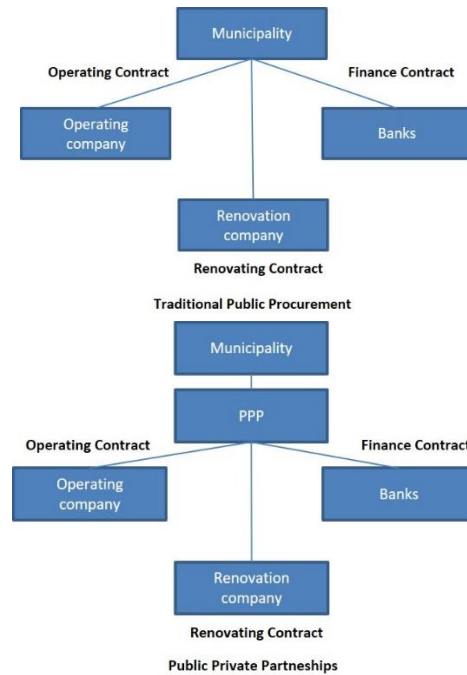 Municipality
Operating Contract
Finance Contract
Operating
company
Banks
Renovation
company
Renovating Contract
Traditional Public Procurement
Municipality
PPP
Operating Contract
Finance Contract
Operating
company
Banks
Renovation
company
Renovating Contract
Public Private Partneships